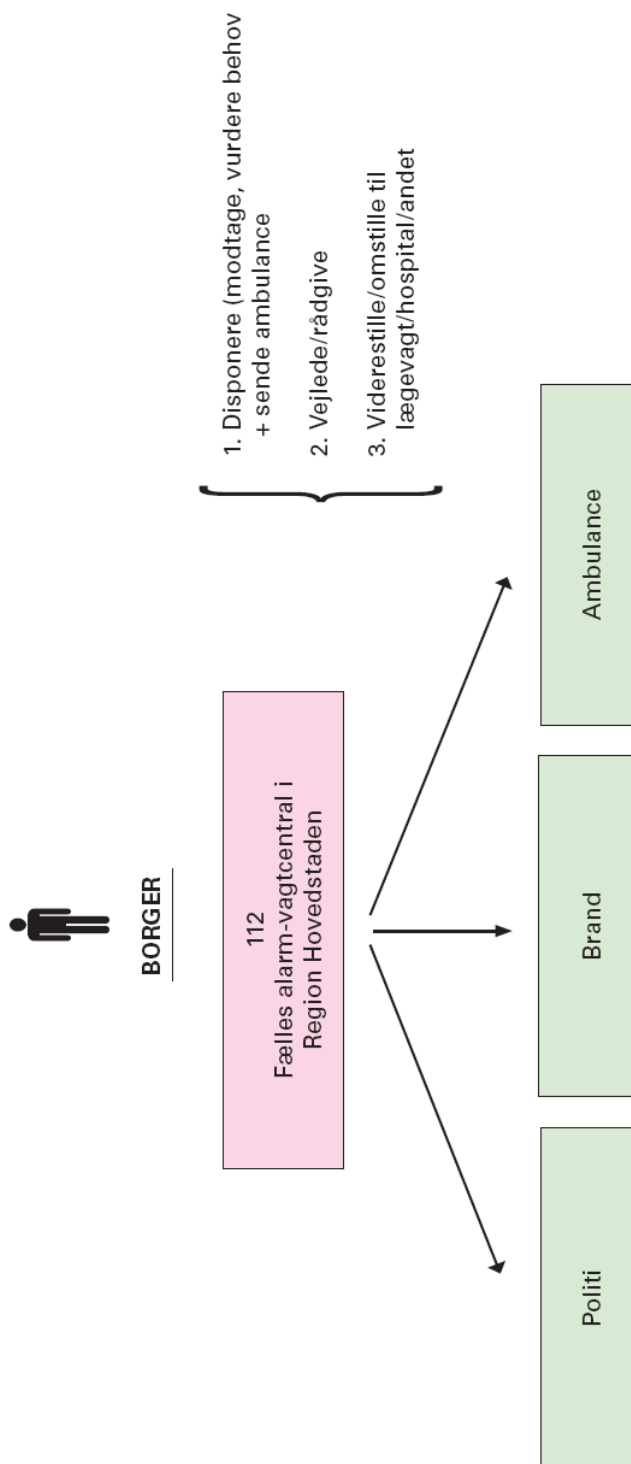 BORGER
112
Fælles alarm-vagtcentral i
Region Hovedstaden
1. Disponere (modtage, vurdere behov
+ sende ambulance
2. Vejlede/rådgive
3. Viderestille/omstille til
lægevagt/hospital/andet
Politi
Brand
Ambulance